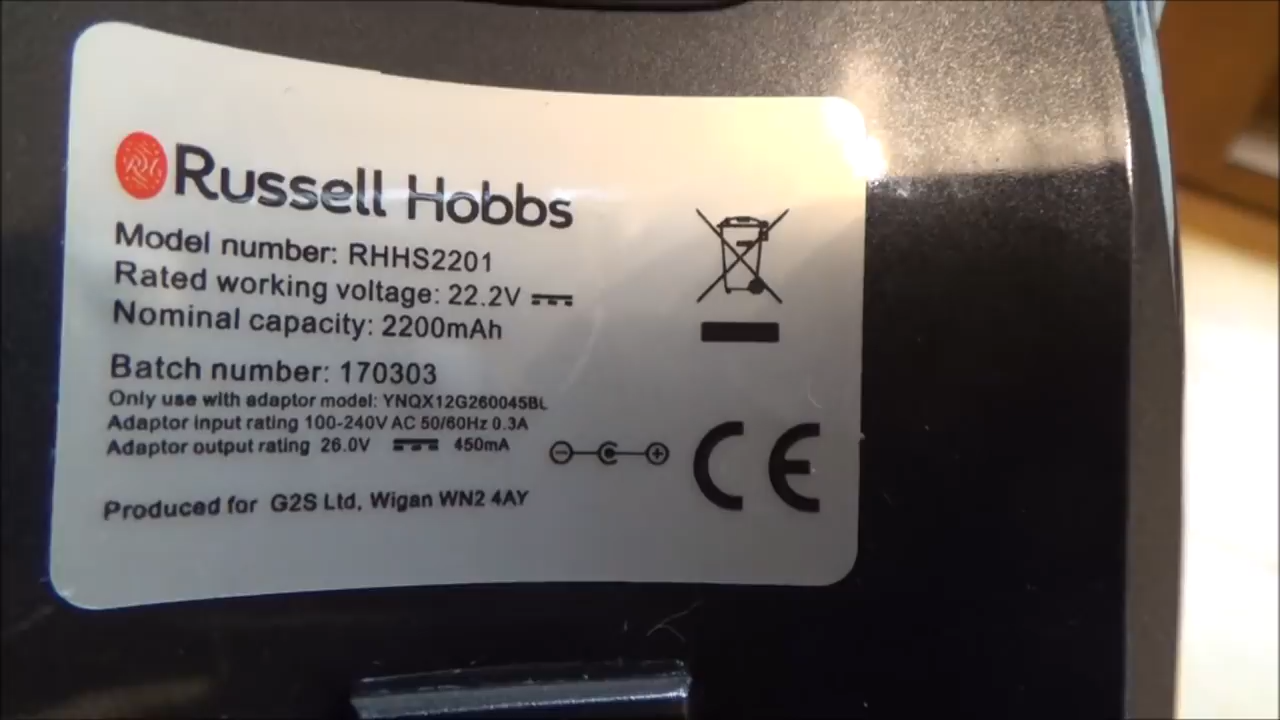 Russell Hobbs
Model number: RHHS2201
Rated working voltage: 22.2V
Nominal capacity: 2200mAh
Batch number: 170303
Only use with adaptor model: YNQX12G260045BL
Adaptor input rating 100-240V AC 50/60Hz 0.3A
Adaptor output rating 26.0V 450mA
Produced for G2S Ltd, Wigan WN2 4AY
CE